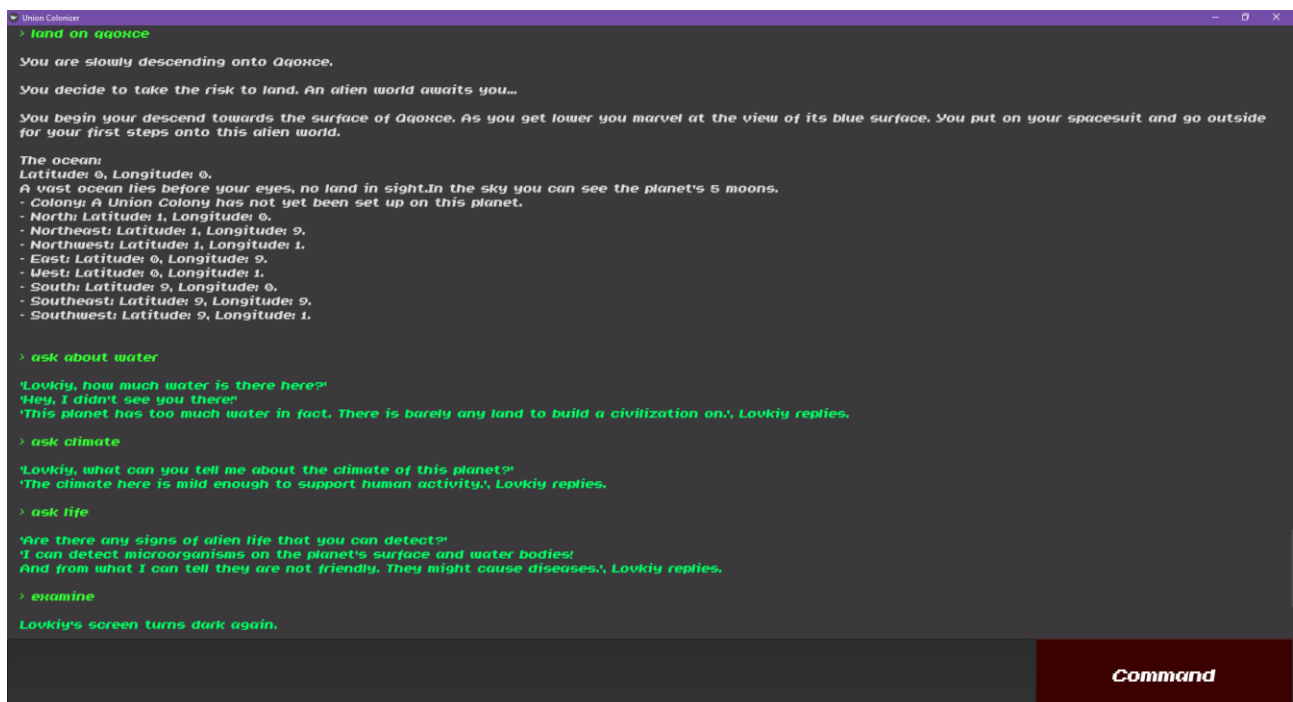 Union Colonizer
> land on qqoxce
You are slowly descending onto Qqoxce.
You decide to take the risk to land. An alien world awaits you...
You begin your descend towards the surface of Qqoxce. As you get lower you marvel at the view of its blue surface. You put on your spacesuit and go outside
for your first steps onto this alien world.
The ocean:
Latitude: 0, Longitude: 0.
A vast ocean lies before your eyes, no land in sight.In the sky you can see the planet's 5 moons.
- Colony: A Union Colony has not yet been set up on this planet.
- North: Latitude: 1, Longitude: 0.
- Northeast: Latitude: 1, Longitude: 9.
- Northwest: Latitude: 1, Longitude: 1.
- East: Latitude: 0, Longitude: 9.
- West: Latitude: 0, Longitude: 1.
- South: Latitude: 9, Longitude: 0.
- Southeast: Latitude: 9, Longitude: 9.
- Southwest: Latitude: 9, Longitude: 1.
> ask about water
'Lovkiy, how much water is there here?'
'Hey, I didn't see you there!'
'This planet has too much water in fact. There is barely any land to build a civilization on.', Lovkiy replies.
> ask climate
'Lovkiy, what can you tell me about the climate of this planet?'
'The climate here is mild enough to support human activity.', Lovkiy replies.
> ask life
'Are there any signs of alien life that you can detect?'
'I can detect microorganisms on the planet's surface and water bodies!
And from what I can tell they are not friendly. They might cause diseases.', Lovkiy replies.
> examine
Lovkiy's screen turns dark again.
Command